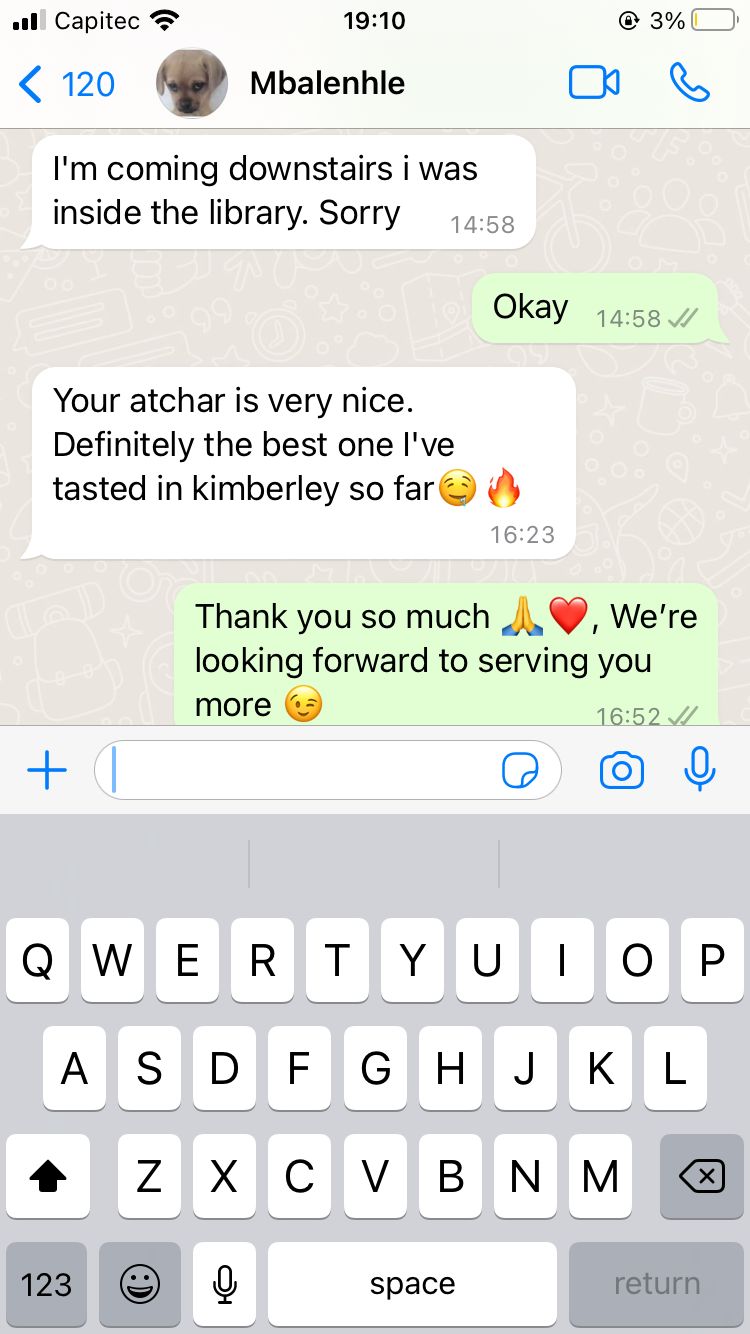 Capitec 19:10 3%
120 Mbalenhle
I'm coming downstairs i was
inside the library. Sorry 14:58
Okay 14:58
Your atchar is very nice.
Definitely the best one I've
tasted in kimberley so far🤤🔥
16:23
Thank you so much 🙏❤️, We’re
looking forward to serving you
more 😉 16:52
Q W E R T Y U I O P
A S D F G H J K L
Z X C V B N M
123 space return